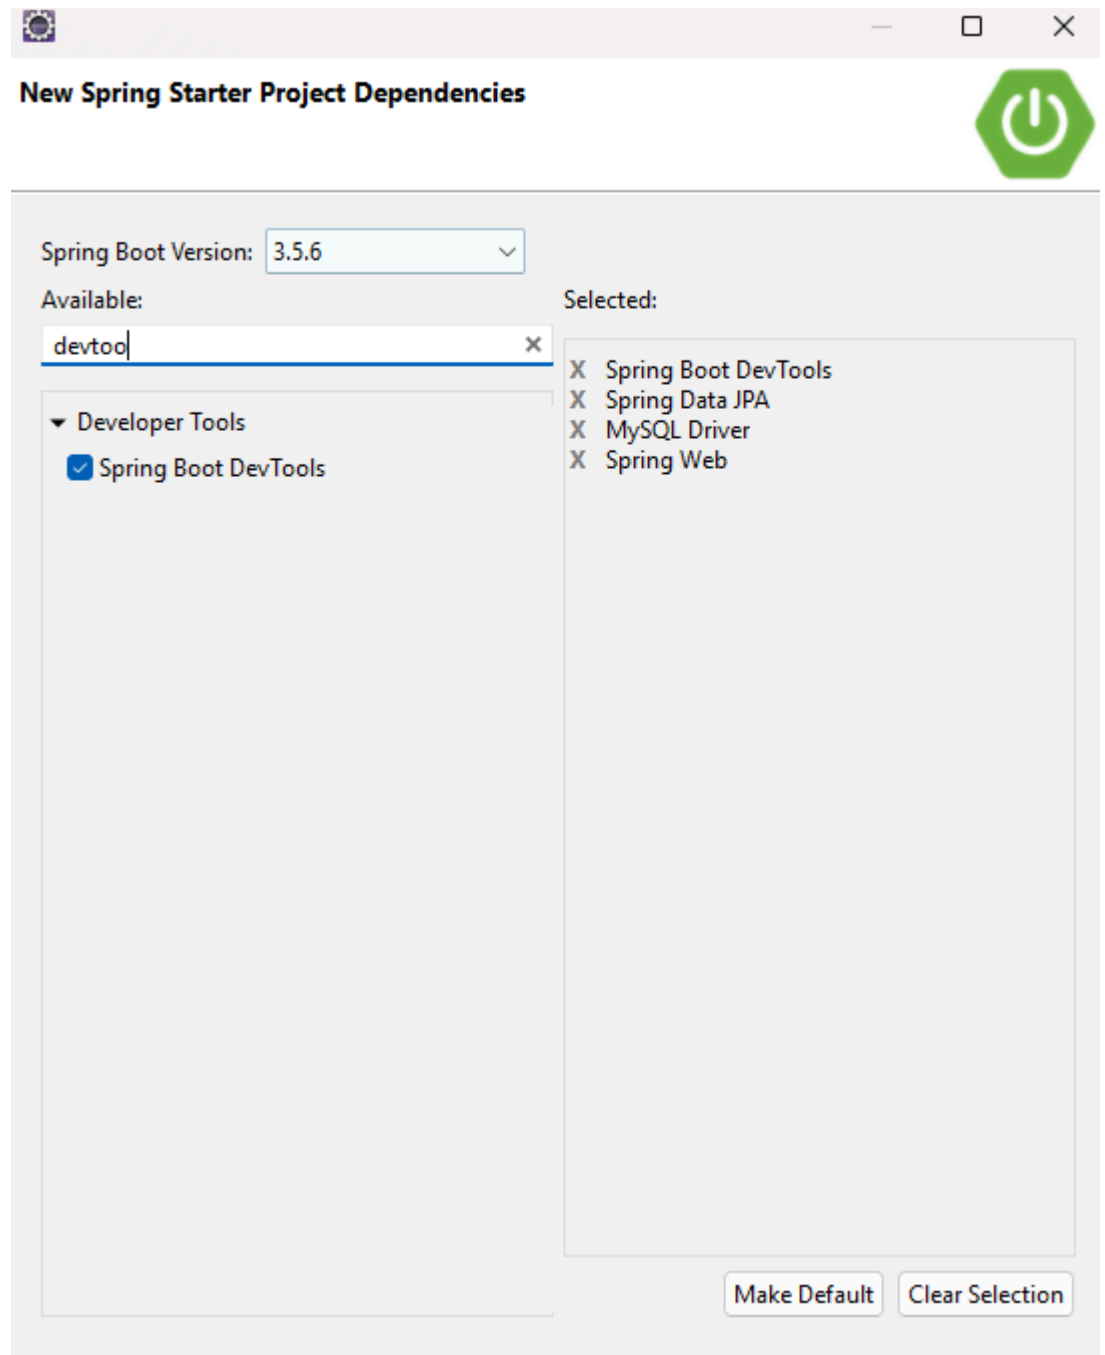 New Spring Starter Project Dependencies
Spring Boot Version: 3.5.6
Available:
devtoo
Developer Tools
Spring Boot DevTools
Selected:
X Spring Boot DevTools
X Spring Data JPA
X MySQL Driver
X Spring Web
Make Default
Clear Selection